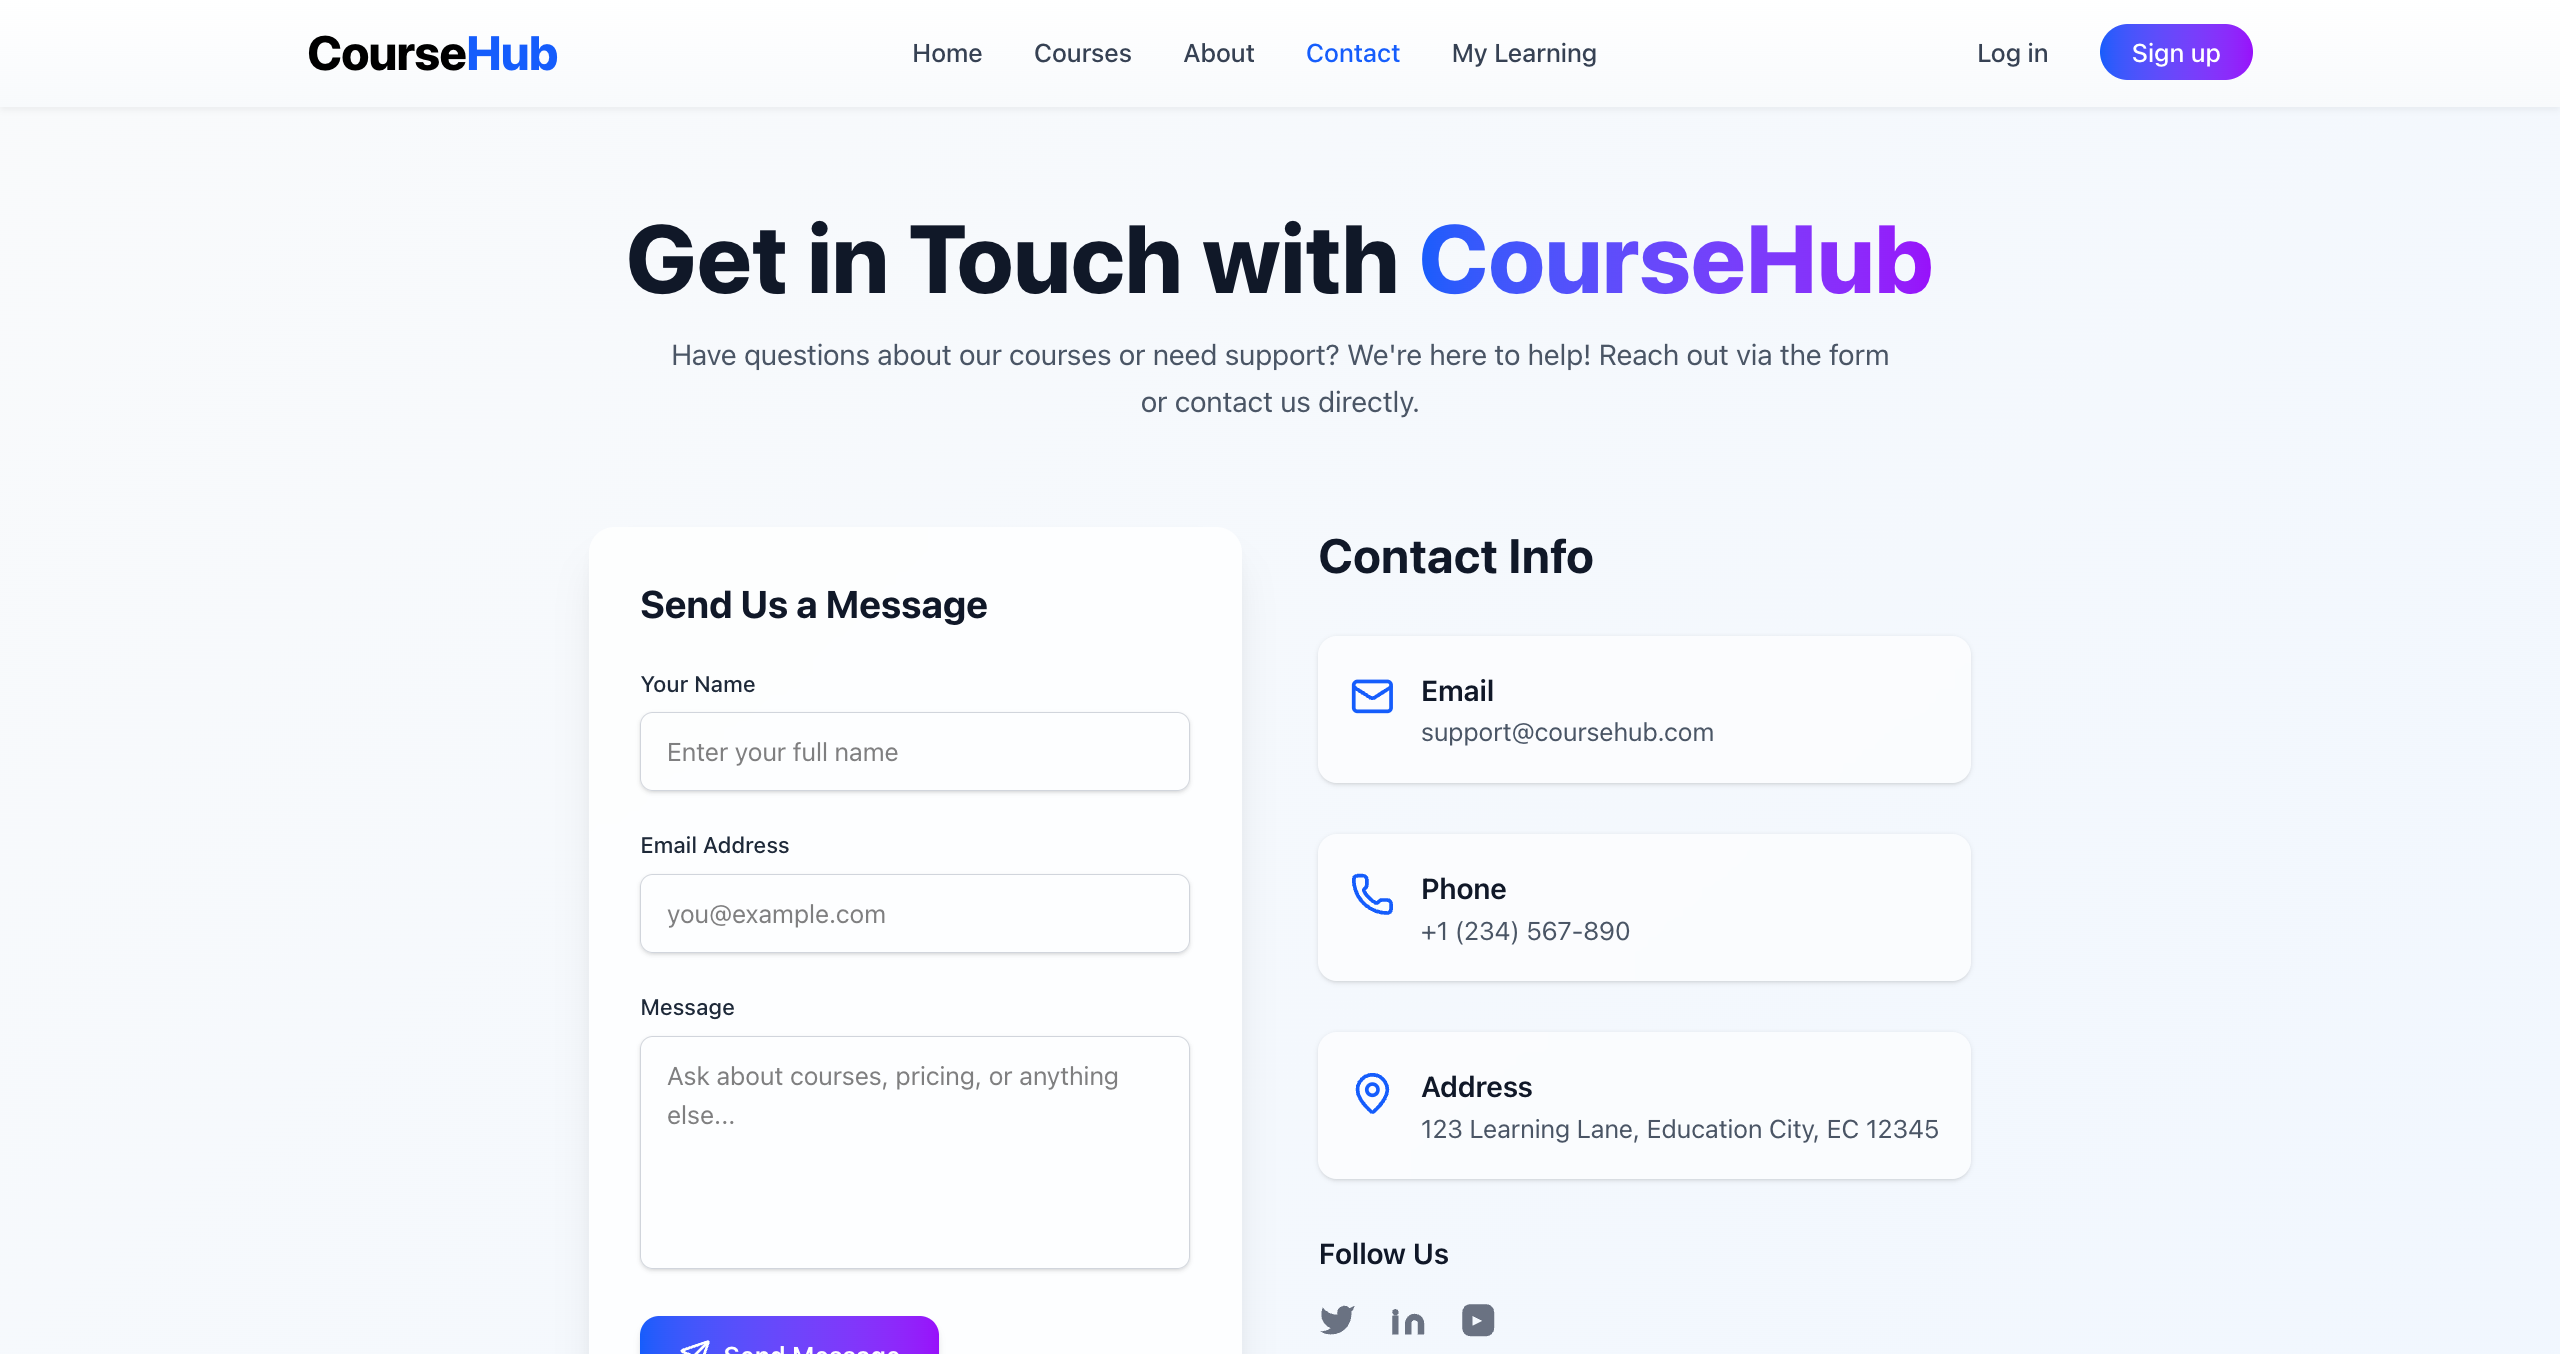 CourseHub
Home
Courses
About
Contact
My Learning
Log in
Sign up
Get in Touch with CourseHub
Have questions about our courses or need support? We're here to help! Reach out via the form
or contact us directly.
Send Us a Message
Your Name
Enter your full name
Email Address
you@example.com
Message
Ask about courses, pricing, or anything
else...
Send Message
Contact Info
Email
support@coursehub.com
Phone
+1 (234) 567-890
Address
123 Learning Lane, Education City, EC 12345
Follow Us